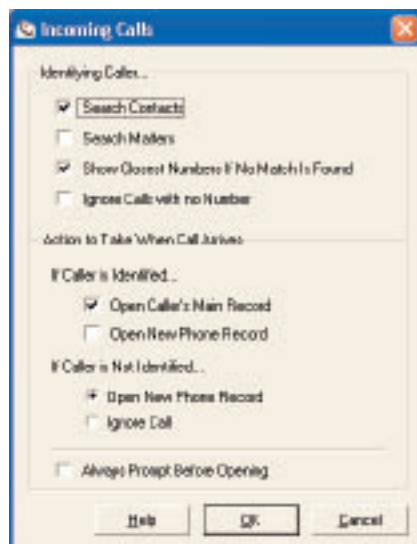 Incoming Calls
Identifying Caller...
Search Contacts
Search Matters
Show Closest Numbers If No Match Is Found
Ignore Calls with no Number
Action to Take When Call Arrives
If Caller is Identified...
Open Caller's Main Record
Open New Phone Record
If Caller is Not Identified...
Open New Phone Record
Ignore Call
Always Prompt Before Opening
Help OK Cancel